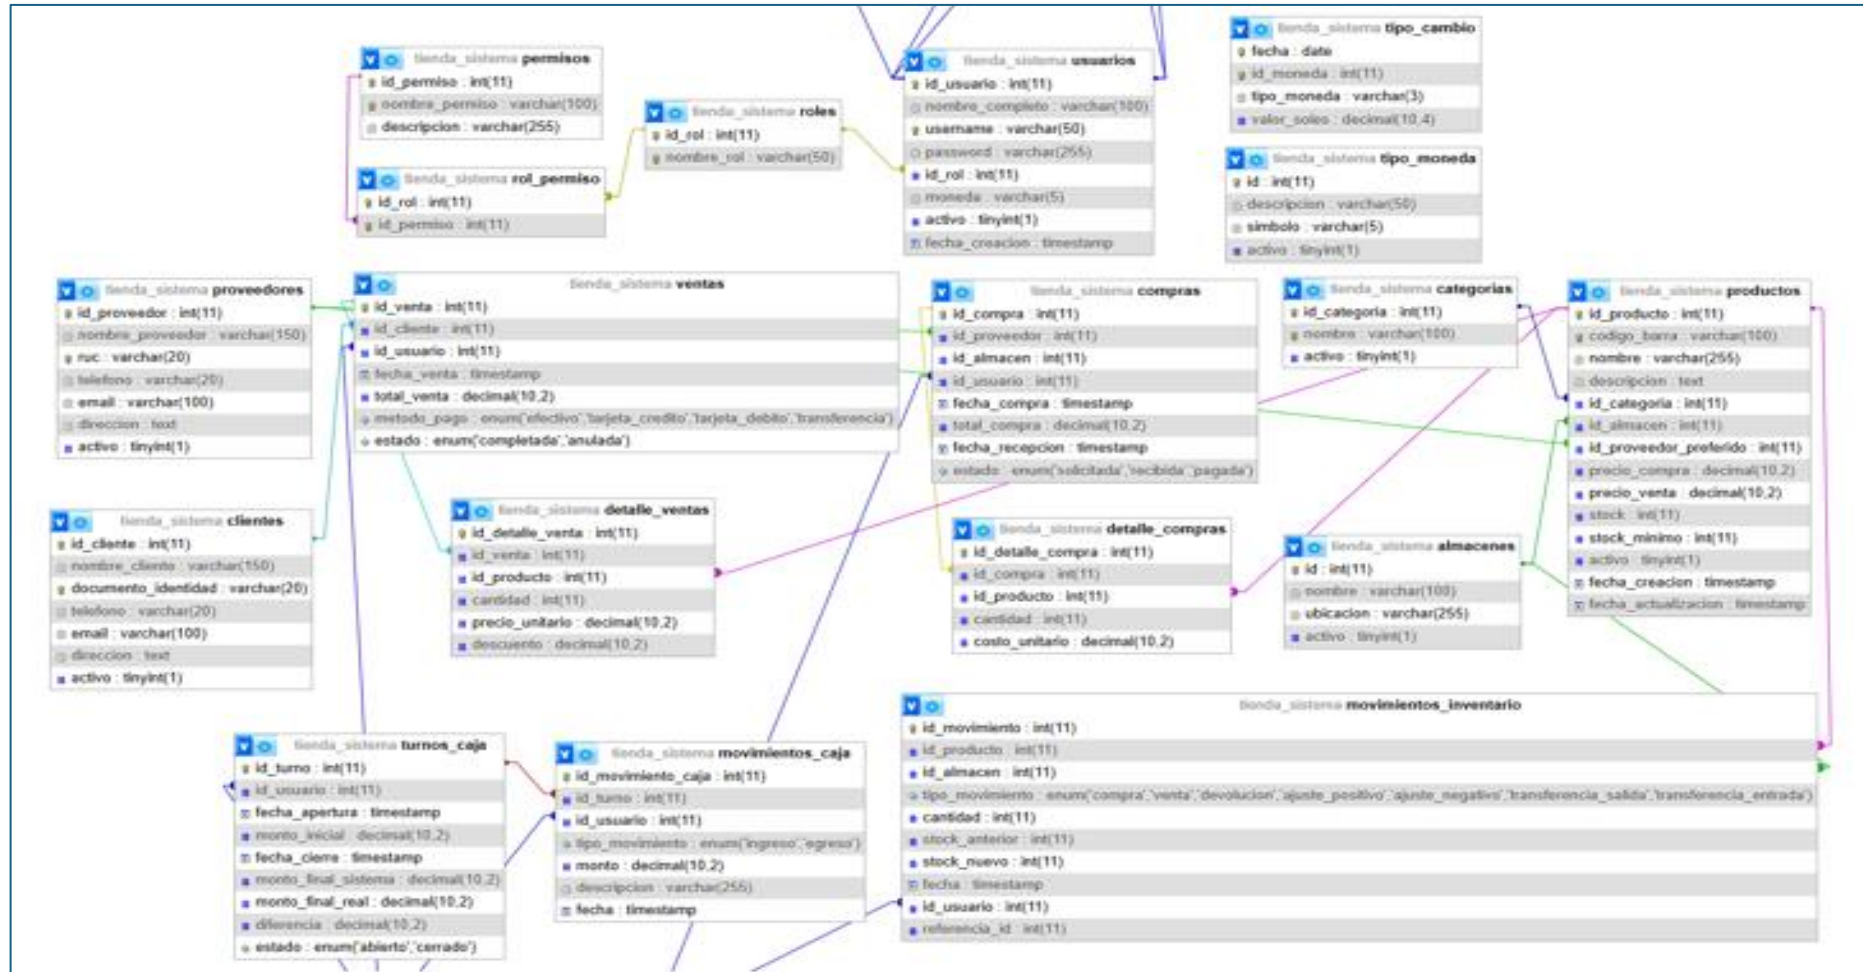 tienda_sistema permisos
id_permiso : int(11)
nombre_permiso : varchar(100)
descripcion : varchar(255)
tienda_sistema roles
id_rol : int(11)
nombre_rol : varchar(50)
tienda_sistema rol_permiso
id_rol : int(11)
id_permiso : int(11)
tienda_sistema usuarios
id_usuario : int(11)
nombre_completo : varchar(100)
username : varchar(50)
password : varchar(255)
id_rol : int(11)
moneda : varchar(5)
activo : tinyint(1)
fecha_creacion : timestamp
tienda_sistema tipo_cambio
fecha : date
id_moneda : int(11)
tipo_moneda : varchar(3)
valor_soles : decimal(10,4)
tienda_sistema tipo_moneda
id : int(11)
descripcion : varchar(50)
simbolo : varchar(5)
activo : tinyint(1)
tienda_sistema proveedores
id_proveedor : int(11)
nombre_proveedor : varchar(150)
ruc : varchar(20)
telefono : varchar(20)
email : varchar(100)
direccion : text
activo : tinyint(1)
tienda_sistema ventas
id_venta : int(11)
id_cliente : int(11)
id_usuario : int(11)
fecha_venta : timestamp
total_venta : decimal(10,2)
metodo_pago : enum('efectivo','tarjeta_credito','tarjeta_debito','transferencia')
estado : enum('completada','anulada')
tienda_sistema compras
id_compra : int(11)
id_proveedor : int(11)
id_almacen : int(11)
id_usuario : int(11)
fecha_compra : timestamp
total_compra : decimal(10,2)
fecha_recepcion : timestamp
estado : enum('solicitada','recibida','pagada')
tienda_sistema categorias
id_categoria : int(11)
nombre : varchar(100)
activo : tinyint(1)
tienda_sistema productos
id_producto : int(11)
codigo_barra : varchar(100)
nombre : varchar(255)
descripcion : text
id_categoria : int(11)
id_almacen : int(11)
id_proveedor_preferido : int(11)
precio_compra : decimal(10,2)
precio_venta : decimal(10,2)
stock : int(11)
stock_minimo : int(11)
activo : tinyint(1)
fecha_creacion : timestamp
fecha_actualizacion : timestamp
tienda_sistema clientes
id_cliente : int(11)
nombre_cliente : varchar(150)
documento_identidad : varchar(20)
telefono : varchar(20)
email : varchar(100)
direccion : text
activo : tinyint(1)
tienda_sistema detalle_ventas
id_detalle_venta : int(11)
id_venta : int(11)
id_producto : int(11)
cantidad : int(11)
precio_unitario : decimal(10,2)
descuento : decimal(10,2)
tienda_sistema detalle_compras
id_detalle_compra : int(11)
id_compra : int(11)
id_producto : int(11)
cantidad : int(11)
costo_unitario : decimal(10,2)
tienda_sistema almacenes
id : int(11)
nombre : varchar(100)
ubicacion : varchar(255)
activo : tinyint(1)
tienda_sistema turnos_caja
id_turno : int(11)
id_usuario : int(11)
fecha_apertura : timestamp
monto_inicial : decimal(10,2)
fecha_cierre : timestamp
monto_final_sistema : decimal(10,2)
monto_final_real : decimal(10,2)
diferencia : decimal(10,2)
estado : enum('abierto','cerrado')
tienda_sistema movimientos_caja
id_movimiento_caja : int(11)
id_turno : int(11)
id_usuario : int(11)
tipo_movimiento : enum('ingreso','egreso')
monto : decimal(10,2)
descripcion : varchar(255)
fecha : timestamp
tienda_sistema movimientos_inventario
id_movimiento : int(11)
id_producto : int(11)
id_almacen : int(11)
tipo_movimiento : enum('compra','venta','devolucion','ajuste_positivo','ajuste_negativo','transferencia_salida','transferencia_entrada')
cantidad : int(11)
stock_anterior : int(11)
stock_nuevo : int(11)
fecha : timestamp
id_usuario : int(11)
referencia_id : int(11)